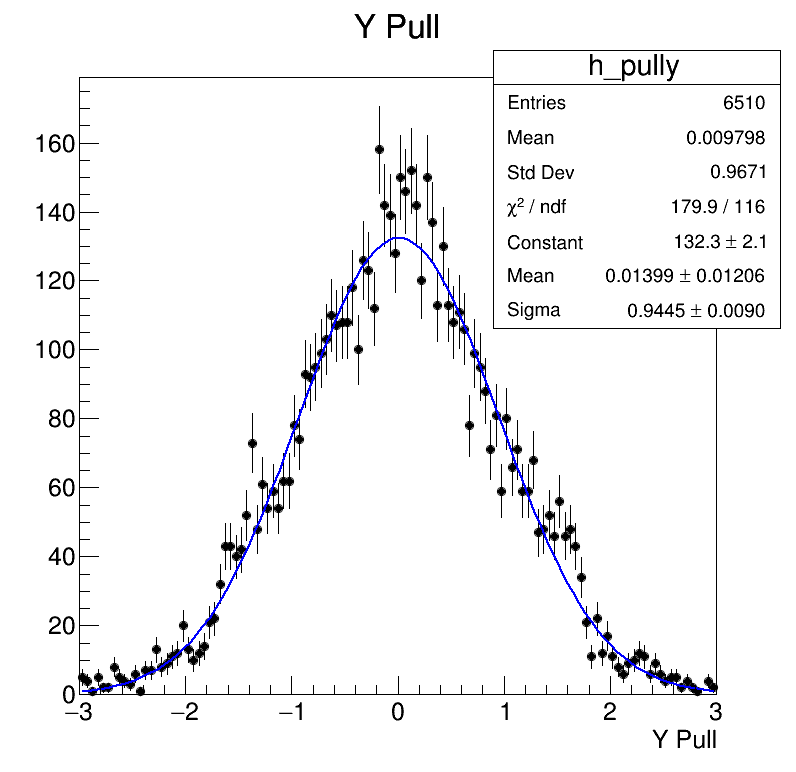 Y Pull
h_pully
Entries 6510
Mean 0.009798
Std Dev 0.9671
χ² / ndf 179.9 / 116
Constant 132.3 ± 2.1
Mean 0.01399 ± 0.01206
Sigma 0.9445 ± 0.0090
160
140
120
100
80
60
40
20
0
−3 −2 −1 0 1 2 3
Y Pull